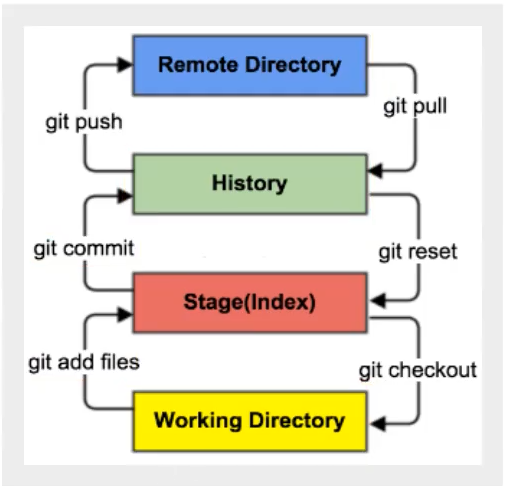 Remote Directory
git push
git pull
History
git commit
git reset
Stage(Index)
git add files
git checkout
Working Directory